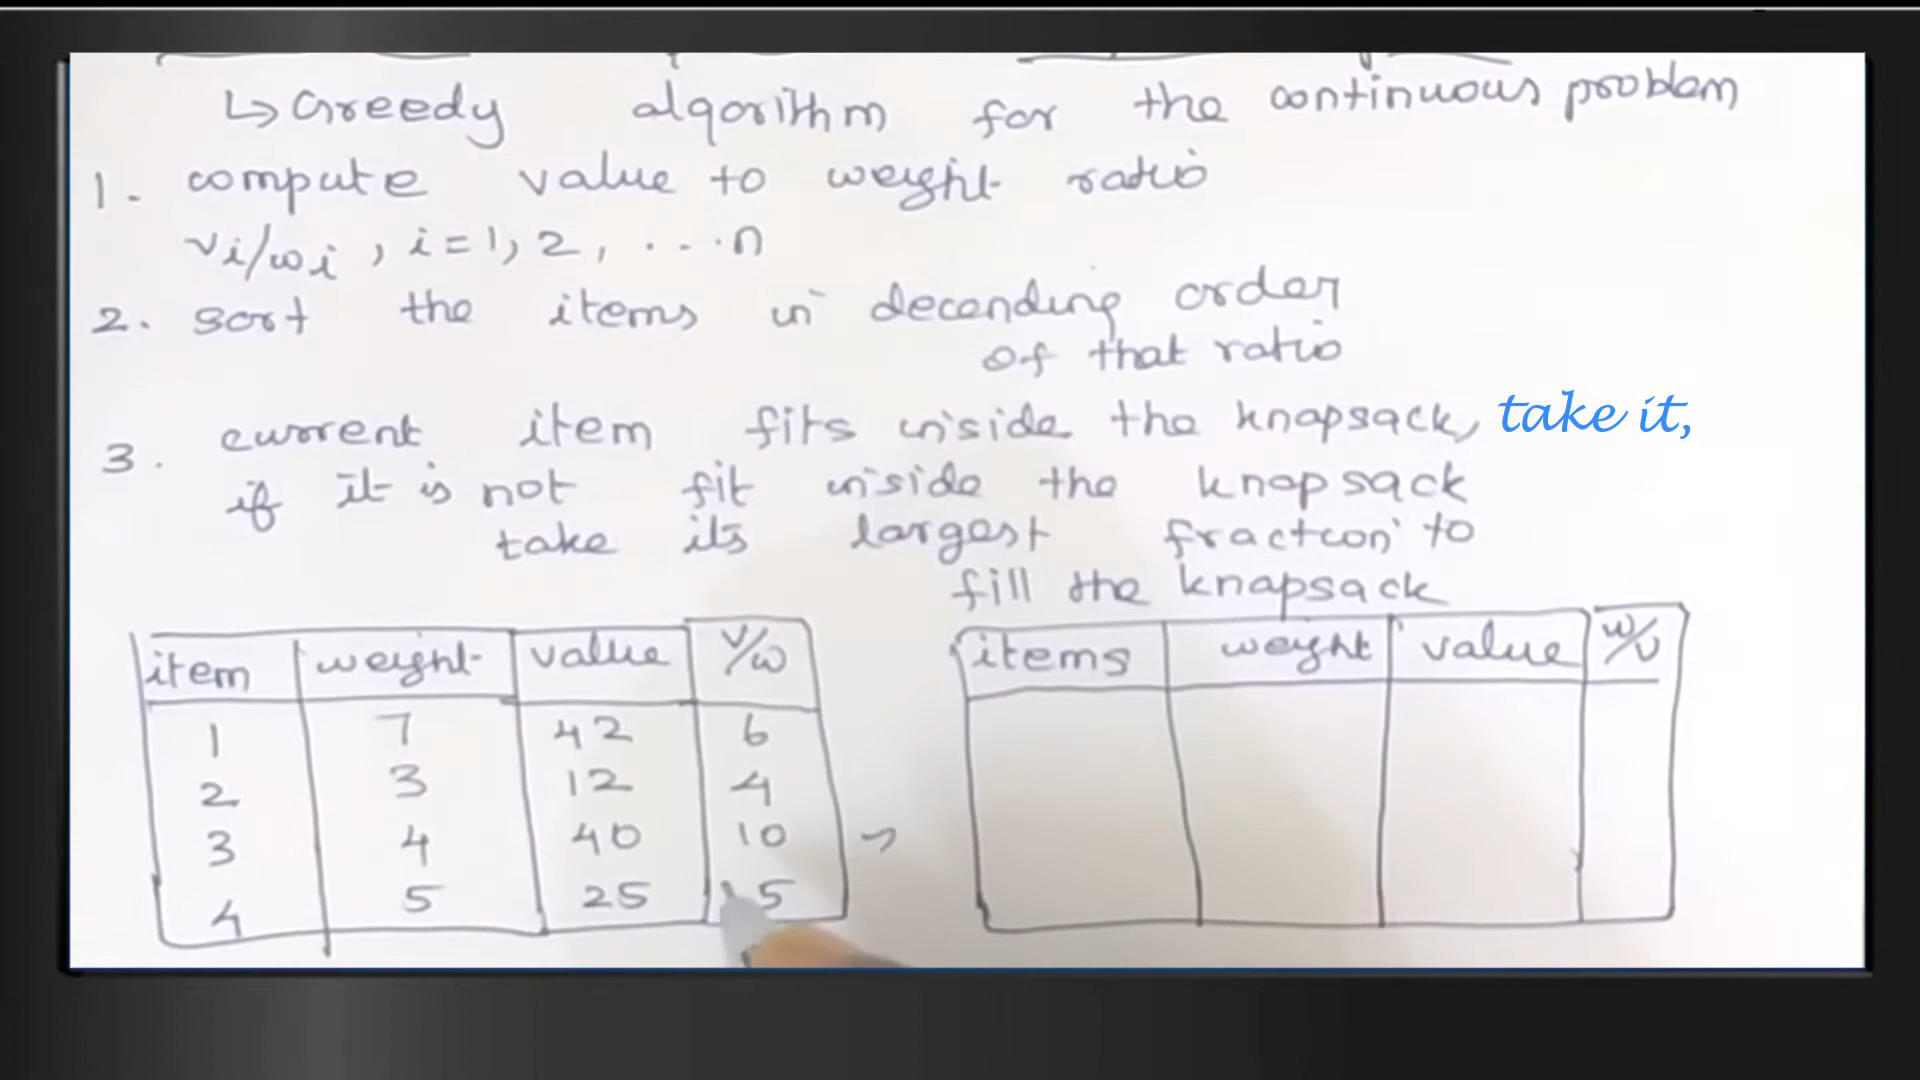 ↳ Greedy algorithm for the continuous problem
1. compute value to weight ratio
vi/wi, i=1, 2, ...n
2. sort the items in decending order
of that ratio
3. current item fits inside the knapsack, take it,
if it is not fit inside the knapsack
take its largest fraction to
fill the knapsack
item weight value v/w
1 7 42 6
2 3 12 4
3 4 40 10
4 5 25 5
items weight value w/v